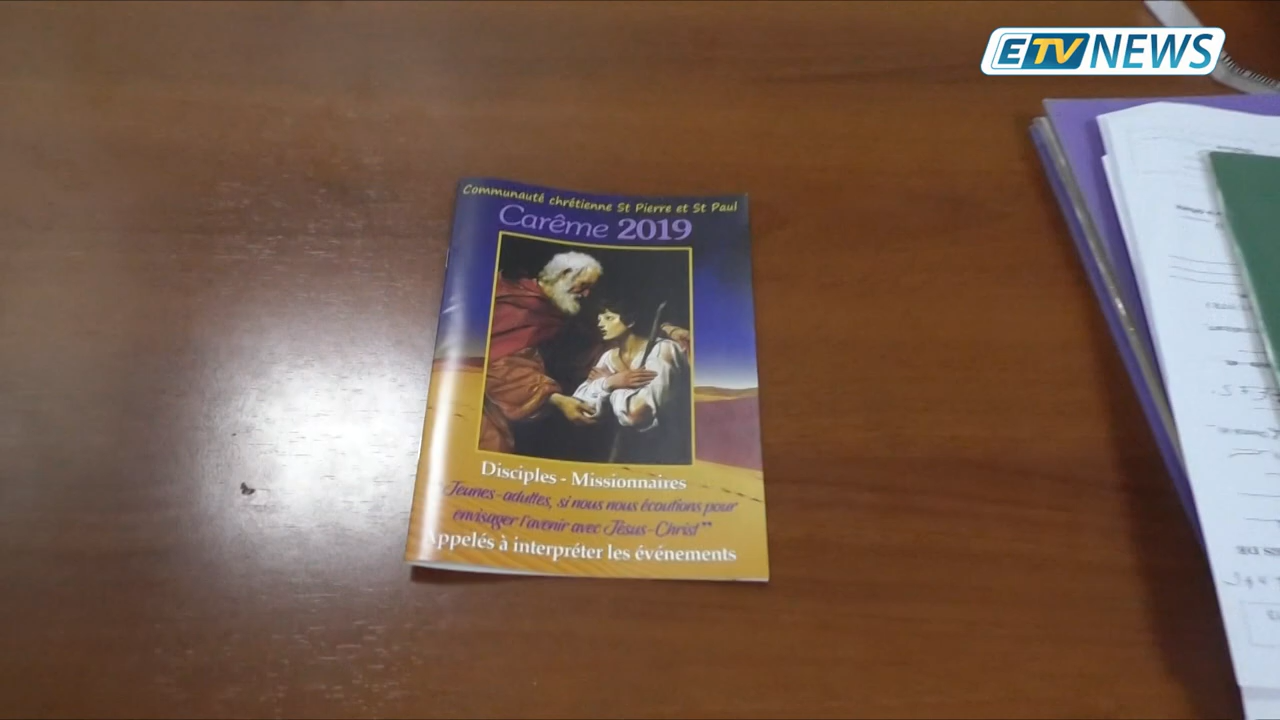 ETV NEWS
Communauté chrétienne St Pierre et St Paul
Carême 2019
Disciples - Missionnaires
Jeunes-adultes, si nous nous écoutions pour
envisager l'avenir avec Jésus-Christ"
Appelés à interpréter les événements